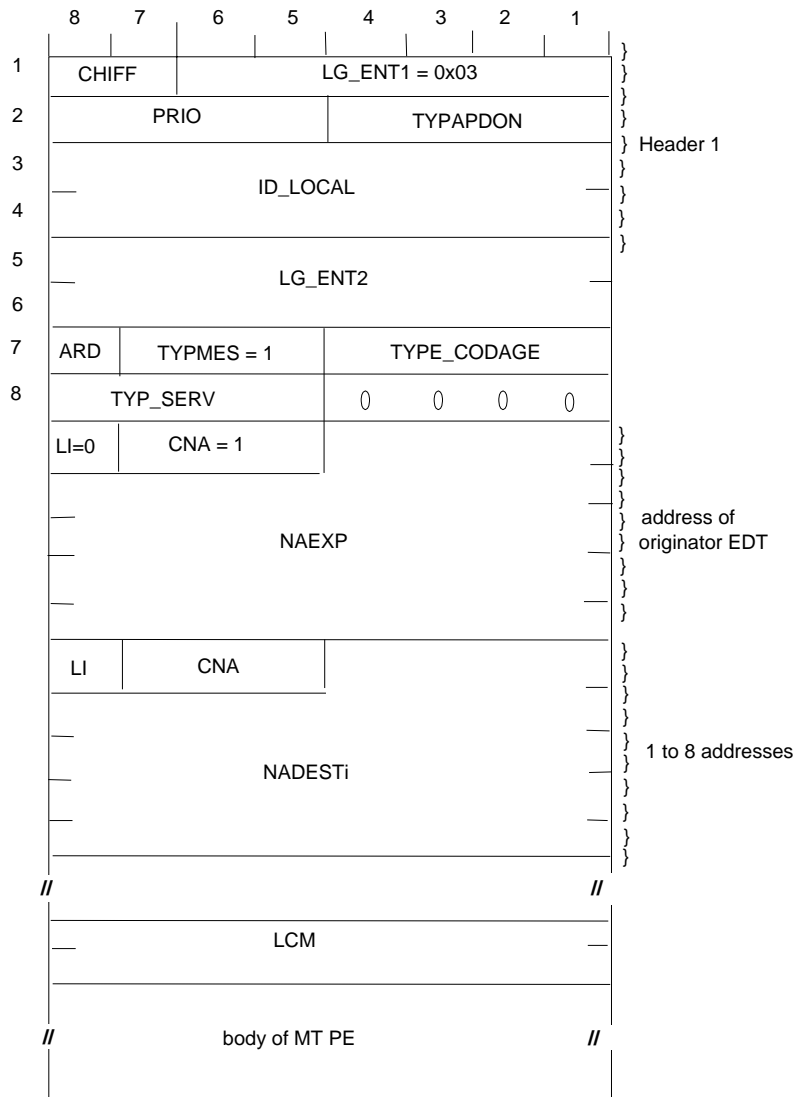 8 7 6 5 4 3 2 1
}
1 CHIFF LG_ENT1 = 0x03 }
}
2 PRIO TYPAPDON }
} Header 1
3 }
ID_LOCAL }
4 }
}
5
LG_ENT2
6
7 ARD TYPMES = 1 TYPE_CODAGE
8 TYP_SERV 0 0 0 0
LI=0 CNA = 1 }
}
}
}
} address of
NAEXP } originator EDT
}
}
}
LI CNA }
}
}
}
} 1 to 8 addresses
NADESTi }
}
}
}
}
// //
LCM
// body of MT PE //